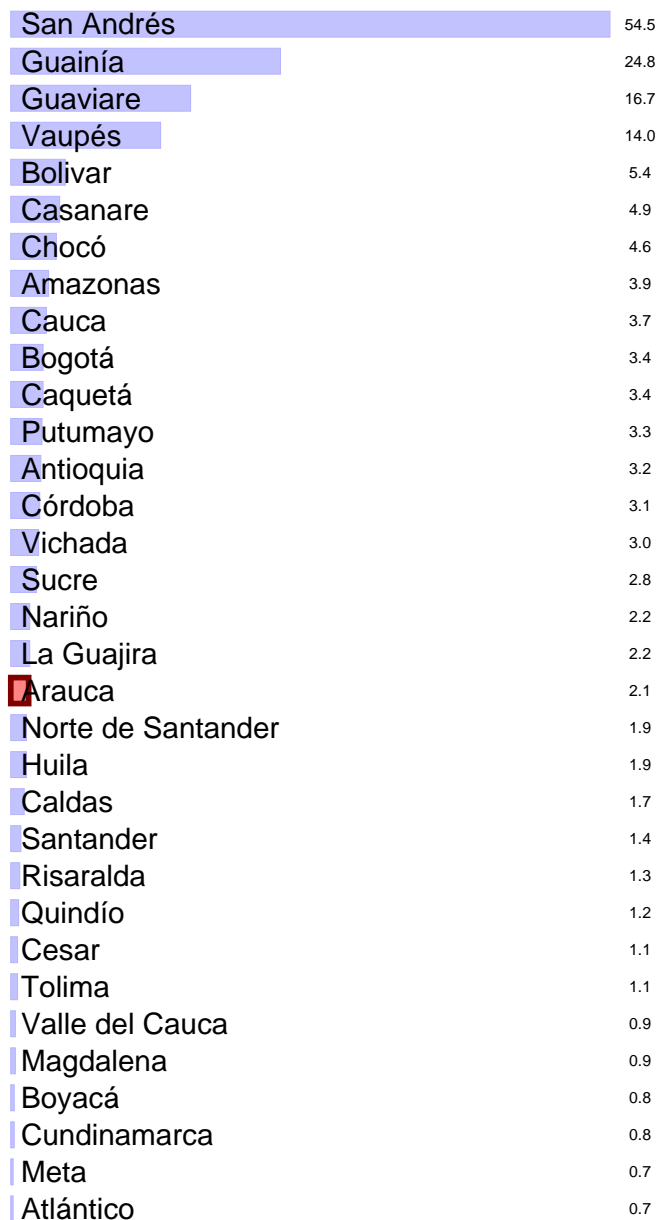 San Andrés 54.5
Guainía 24.8
Guaviare 16.7
Vaupés 14.0
Bolivar 5.4
Casanare 4.9
Chocó 4.6
Amazonas 3.9
Cauca 3.7
Bogotá 3.4
Caquetá 3.4
Putumayo 3.3
Antioquia 3.2
Córdoba 3.1
Vichada 3.0
Sucre 2.8
Nariño 2.2
La Guajira 2.2
Arauca 2.1
Norte de Santander 1.9
Huila 1.9
Caldas 1.7
Santander 1.4
Risaralda 1.3
Quindío 1.2
Cesar 1.1
Tolima 1.1
Valle del Cauca 0.9
Magdalena 0.9
Boyacá 0.8
Cundinamarca 0.8
Meta 0.7
Atlántico 0.7